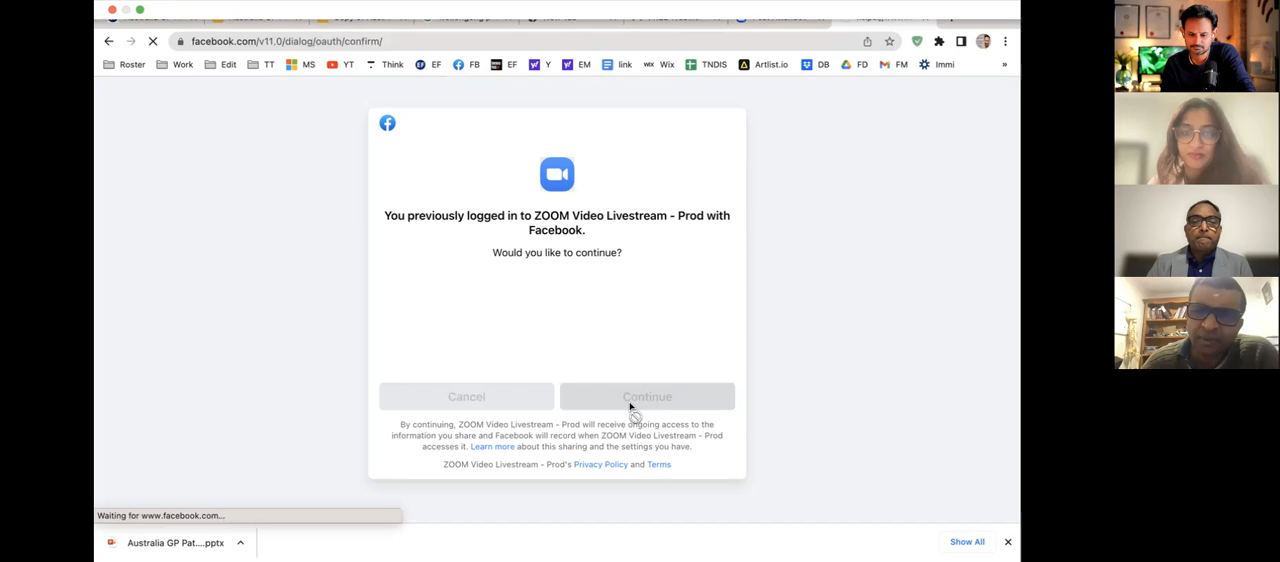 facebook.com/v11.0/dialog/oauth/confirm/
Roster Work Edit TT MS YT Think EF FB EF Y EM link Wix TNDIS Artlist.io DB FD FM Immi »
You previously logged in to ZOOM Video Livestream - Prod with
Facebook.
Would you like to continue?
Cancel Continue
By continuing, ZOOM Video Livestream - Prod will receive ongoing access to the
information you share and Facebook will record when ZOOM Video Livestream - Prod
accesses it. Learn more about this sharing and the settings you have.
ZOOM Video Livestream - Prod's Privacy Policy and Terms
Waiting for www.facebook.com...
Australia GP Pat....pptx Show All